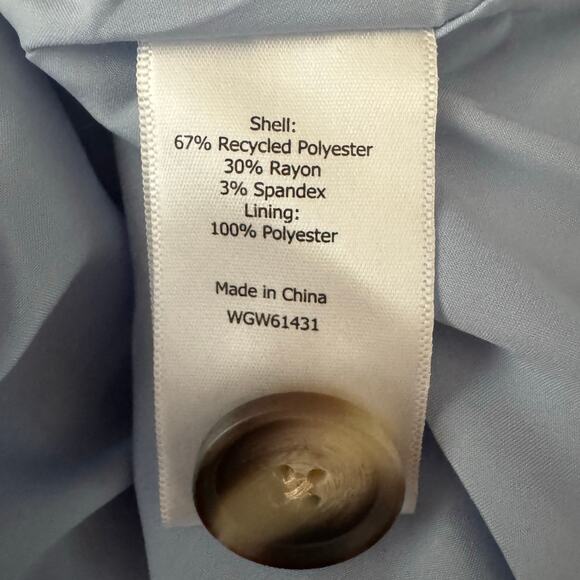 Shell:
67% Recycled Polyester
30% Rayon
3% Spandex
Lining:
100% Polyester
Made in China
WGW61431